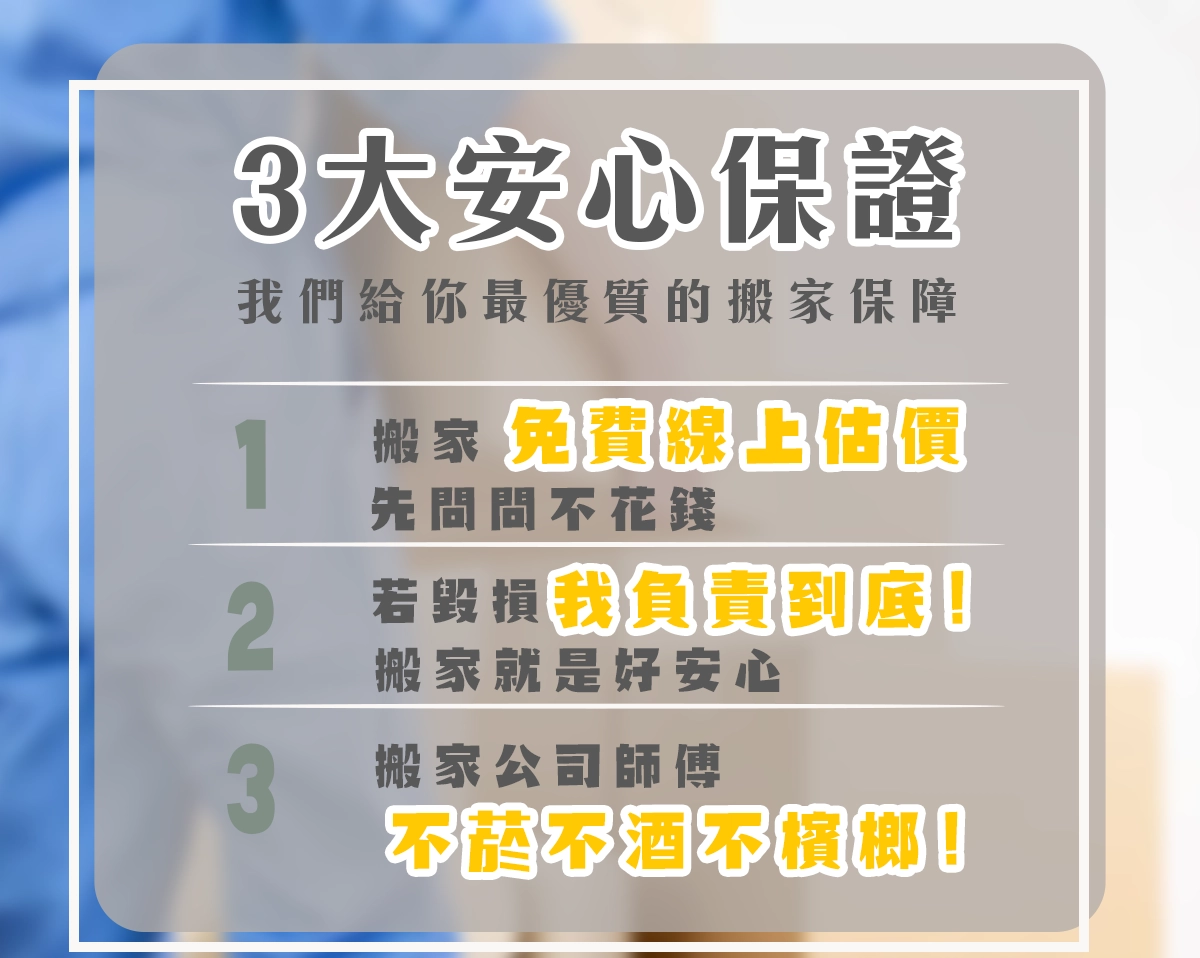 3大安心保證
我們給你最優質的搬家保障
1
搬家 免費線上估價
先問問不花錢
2
若毀損我負責到底!
搬家就是好安心
3
搬家公司師傅
不菸不酒不檳榔!